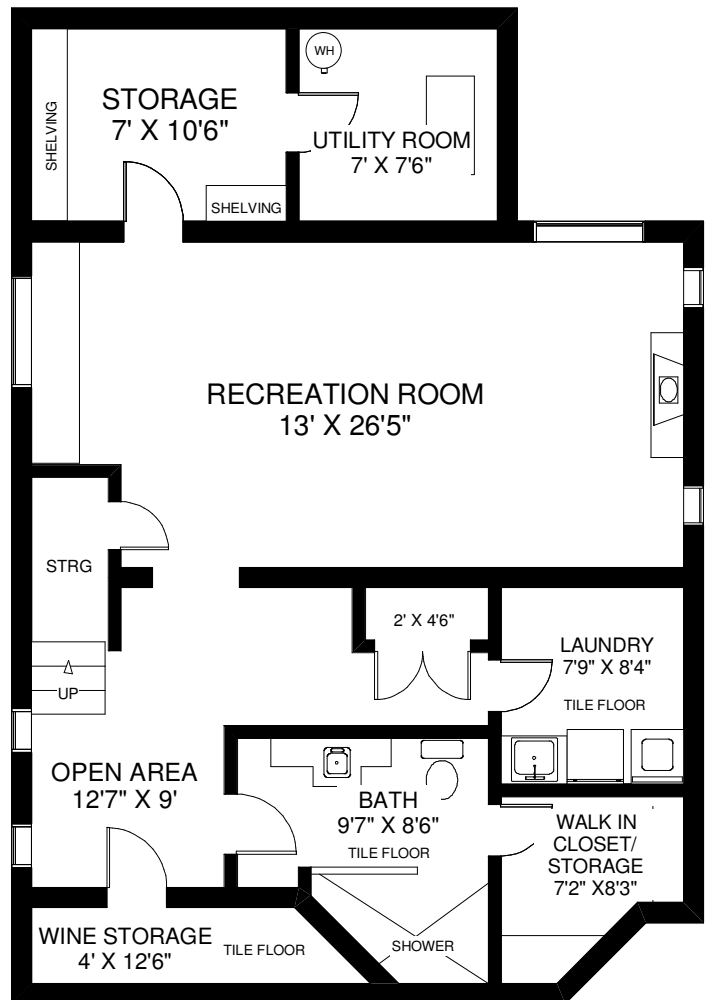 WH
STORAGE
7' X 10'6"
SHELVING
UTILITY ROOM
7' X 7'6"
SHELVING
RECREATION ROOM
13' X 26'5"
STRG
2' X 4'6"
LAUNDRY
7'9" X 8'4"
TILE FLOOR
UP
OPEN AREA
12'7" X 9'
BATH
9'7" X 8'6"
TILE FLOOR
WALK IN
CLOSET/
STORAGE
7'2" X8'3"
WINE STORAGE
4' X 12'6"
TILE FLOOR
SHOWER